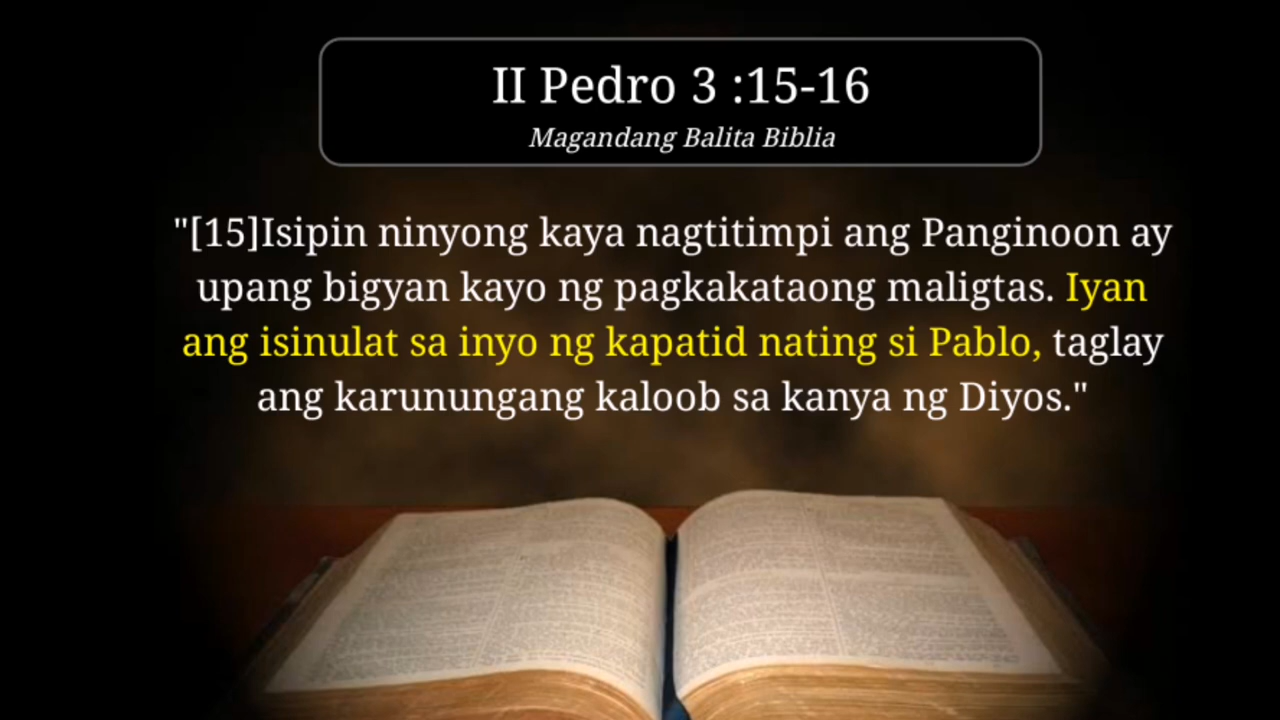 II Pedro 3 :15-16
Magandang Balita Biblia
"[15]Isipin ninyong kaya nagtitimpi ang Panginoon ay
upang bigyan kayo ng pagkakataong maligtas. Iyan
ang isinulat sa inyo ng kapatid nating si Pablo, taglay
ang karunungang kaloob sa kanya ng Diyos."